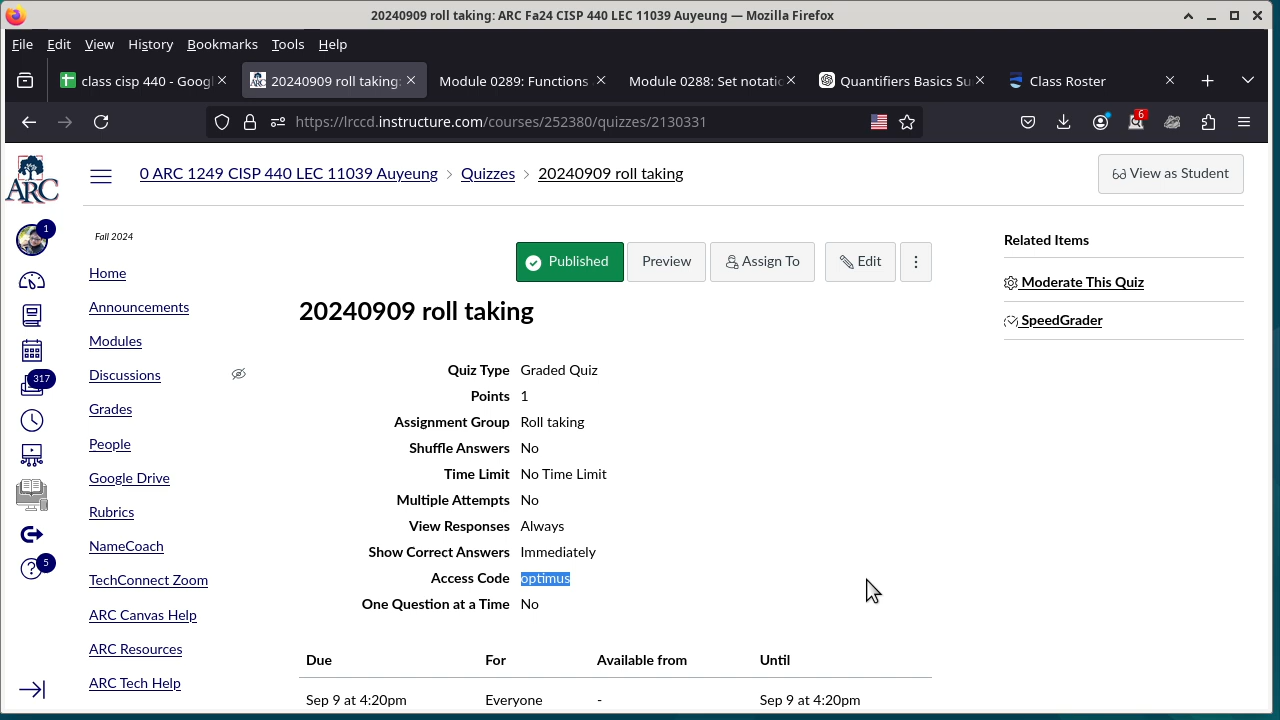 20240909 roll taking: ARC Fa24 CISP 440 LEC 11039 Auyeung — Mozilla Firefox
File Edit View History Bookmarks Tools Help
class cisp 440 - Googl
20240909 roll taking:
Module 0289: Functions
Module 0288: Set notatic
Quantifiers Basics Su
Class Roster
https://lrccd.instructure.com/courses/252380/quizzes/2130331
6
ARC
0 ARC 1249 CISP 440 LEC 11039 Auyeung > Quizzes > 20240909 roll taking
View as Student
1
317
5
Fall 2024
Home
Announcements
Modules
Discussions
Grades
People
Google Drive
Rubrics
NameCoach
TechConnect Zoom
ARC Canvas Help
ARC Resources
ARC Tech Help
Published Preview Assign To Edit
20240909 roll taking
Quiz Type Graded Quiz
Points 1
Assignment Group Roll taking
Shuffle Answers No
Time Limit No Time Limit
Multiple Attempts No
View Responses Always
Show Correct Answers Immediately
Access Code optimus
One Question at a Time No
Due For Available from Until
Sep 9 at 4:20pm Everyone - Sep 9 at 4:20pm
Related Items
Moderate This Quiz
SpeedGrader